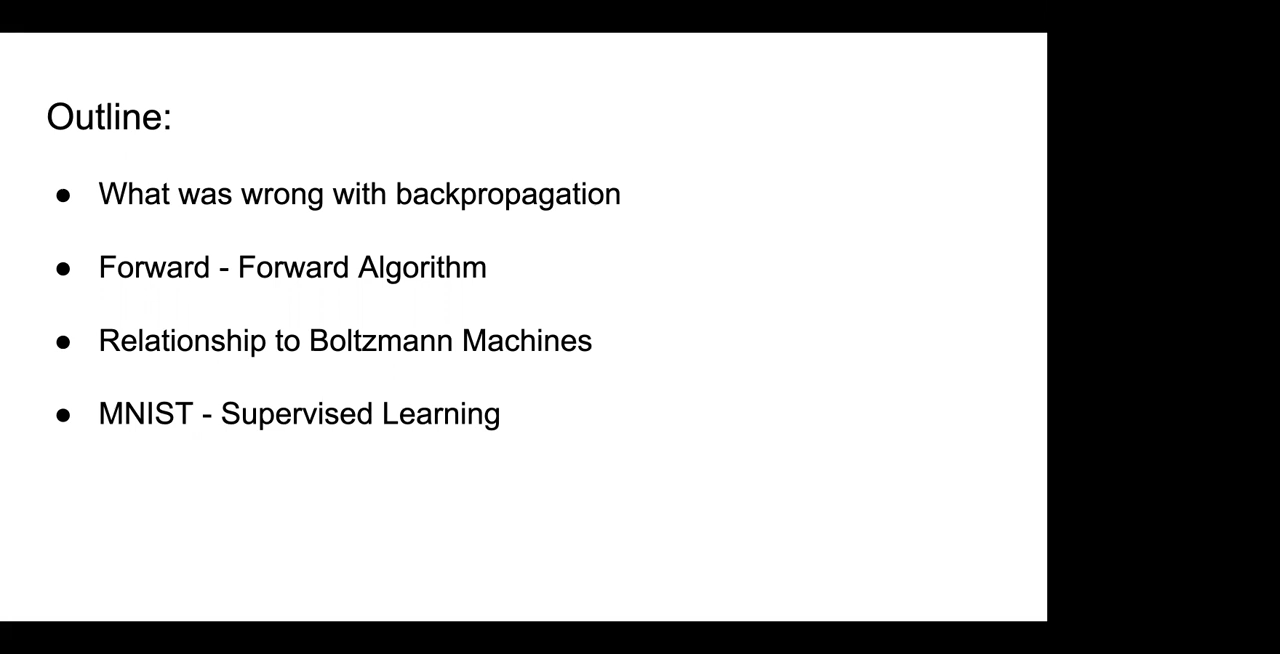 Outline:
● What was wrong with backpropagation
● Forward - Forward Algorithm
● Relationship to Boltzmann Machines
● MNIST - Supervised Learning